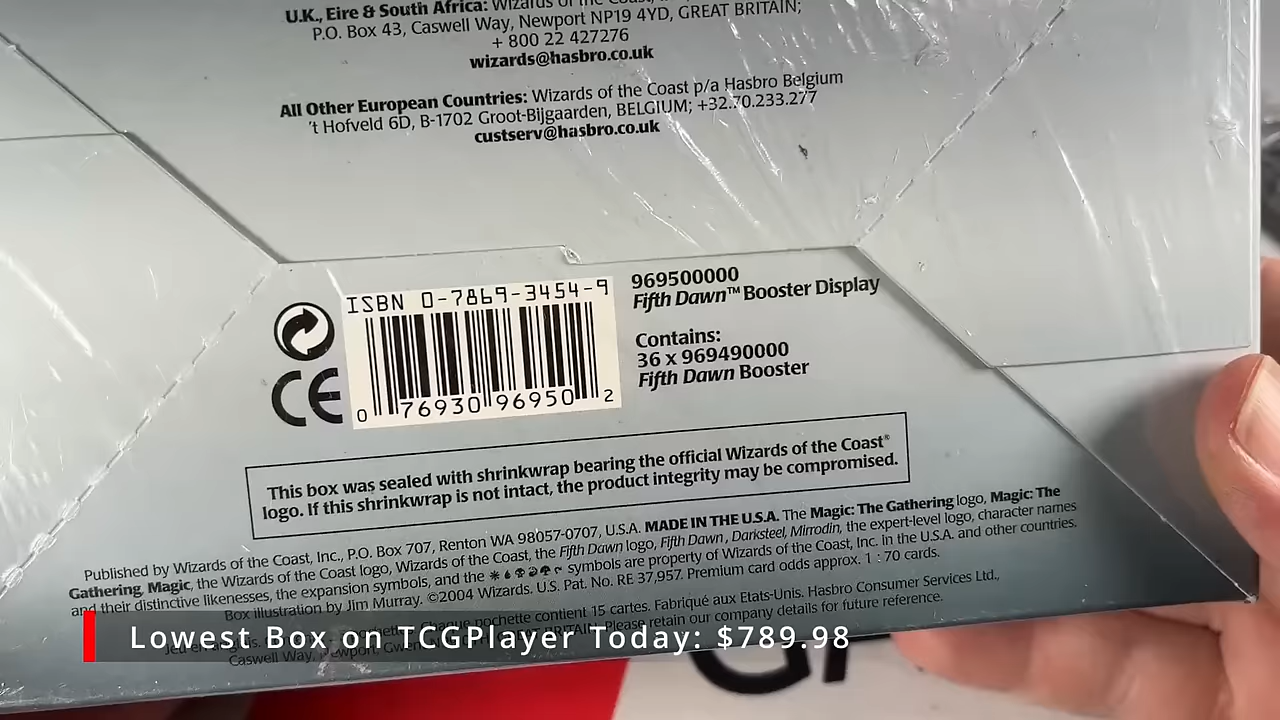 U.K., Eire & South Africa: Wizards of the Coast,
P.O. Box 43, Caswell Way, Newport NP19 4YD, GREAT BRITAIN;
+ 800 22 427276
wizards@hasbro.co.uk
All Other European Countries: Wizards of the Coast p/a Hasbro Belgium
't Hofveld 6D, B-1702 Groot-Bijgaarden, BELGIUM; +32.70.233.277
custserv@hasbro.co.uk
ISBN 0-7869-3454-9
0 76930 96950 2
CE
969500000
Fifth Dawn™ Booster Display
Contains:
36 x 969490000
Fifth Dawn Booster
This box was sealed with shrinkwrap bearing the official Wizards of the Coast®
logo. If this shrinkwrap is not intact, the product integrity may be compromised.
Published by Wizards of the Coast, Inc., P.O. Box 707, Renton WA 98057-0707, U.S.A. MADE IN THE U.S.A. The Magic: The Gathering logo, Magic: The
Gathering, Magic, the Wizards of the Coast logo, Wizards of the Coast, the Fifth Dawn logo, Fifth Dawn, Darksteel, Mirrodin, the expert-level logo, character names
and their distinctive likenesses, the expansion symbols, and the symbols are property of Wizards of the Coast, Inc. in the U.S.A. and other countries.
Box illustration by Jim Murray. ©2004 Wizards. U.S. Pat. No. RE 37,957. Premium card odds approx. 1 : 70 cards.
pochette contient 15 cartes. Fabriqué aux Etats-Unis. Hasbro Consumer Services Ltd.,
Caswell Way, Newport, Please retain our company details for future reference.
Lowest Box on TCGPlayer Today: $789.98